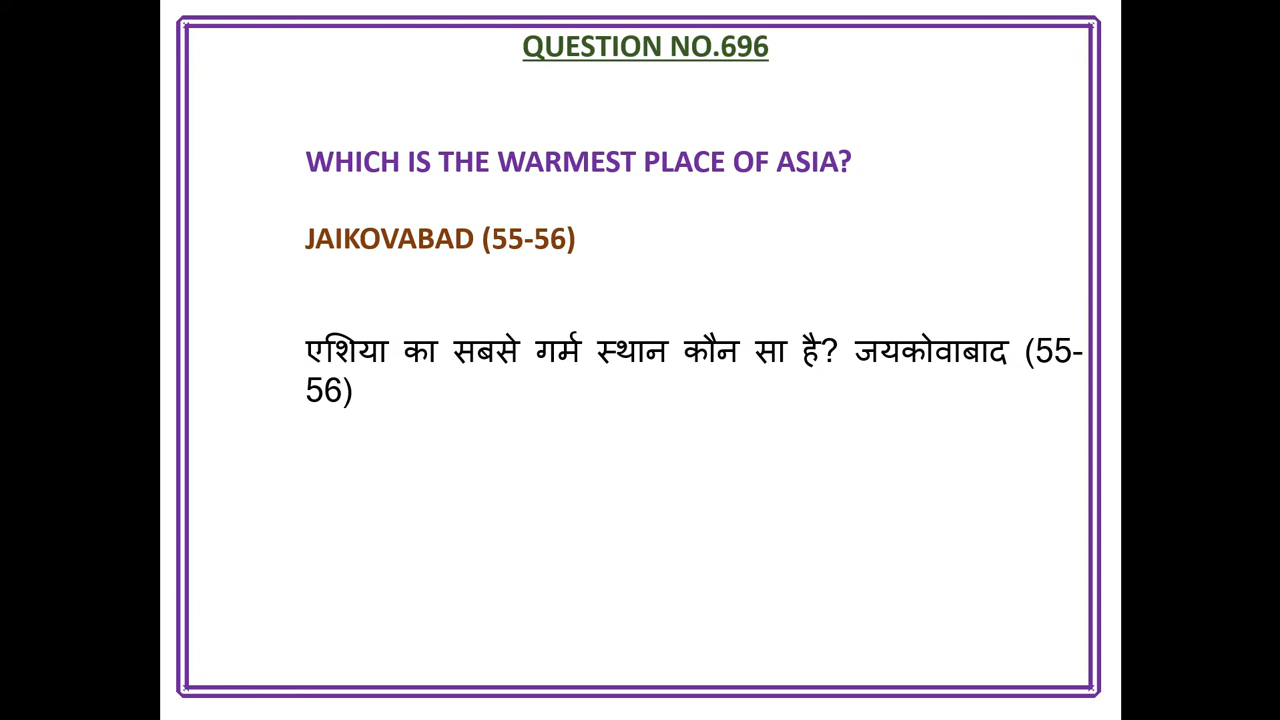 QUESTION NO.696
WHICH IS THE WARMEST PLACE OF ASIA?
JAIKOVABAD (55-56)
एशिया का सबसे गर्म स्थान कौन सा है? जयकोवाबाद (55-
56)